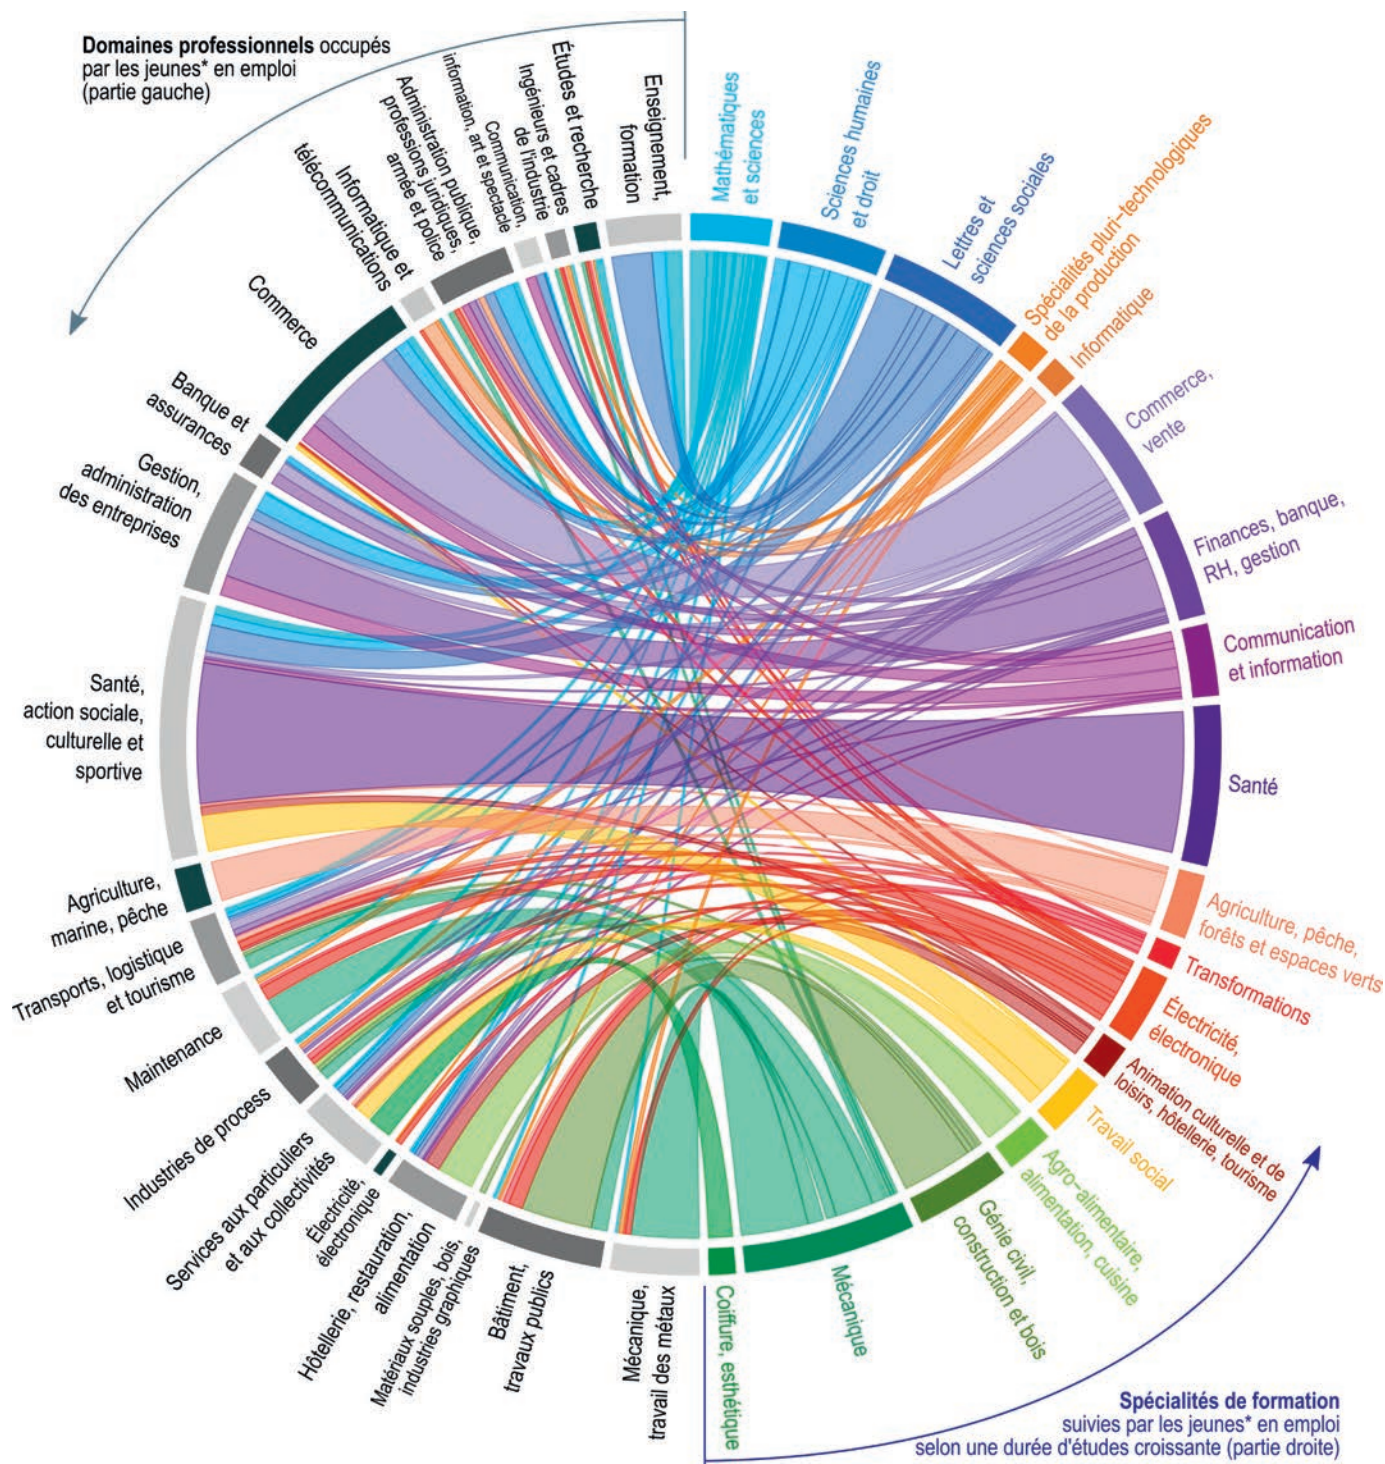 Domaines professionnels occupés
par les jeunes* en emploi
(partie gauche)
Enseignement,
formation
Études et recherche
Ingénieurs et cadres
de l'industrie
Communication,
information, art et spectacle
Administration publique,
professions juridiques,
armée et police
Informatique et
télécommunications
Commerce
Banque et
assurances
Gestion,
administration
des entreprises
Santé,
action sociale,
culturelle et
sportive
Agriculture,
marine, pêche
Transports, logistique
et tourisme
Maintenance
Industries de process
Services aux particuliers
et aux collectivités
Électricité,
électronique
Hôtellerie, restauration,
alimentation
Matériaux souples, bois,
industries graphiques
Bâtiment,
travaux publics
Mécanique,
travail des métaux
Mathématiques
et sciences
Sciences humaines
et droit
Lettres et
sciences sociales
Spécialités pluri-technologiques
de la production
Informatique
Commerce,
vente
Finances, banque,
RH, gestion
Communication
et information
Santé
Agriculture, pêche,
forêts et espaces verts
Transformations
Électricité,
électronique
Animation culturelle et de
loisirs, hôtellerie, tourisme
Travail social
Agro-alimentaire,
alimentation, cuisine
Génie civil,
construction et bois
Mécanique
Coiffure, esthétique
Spécialités de formation
suivies par les jeunes* en emploi
selon une durée d'études croissante (partie droite)